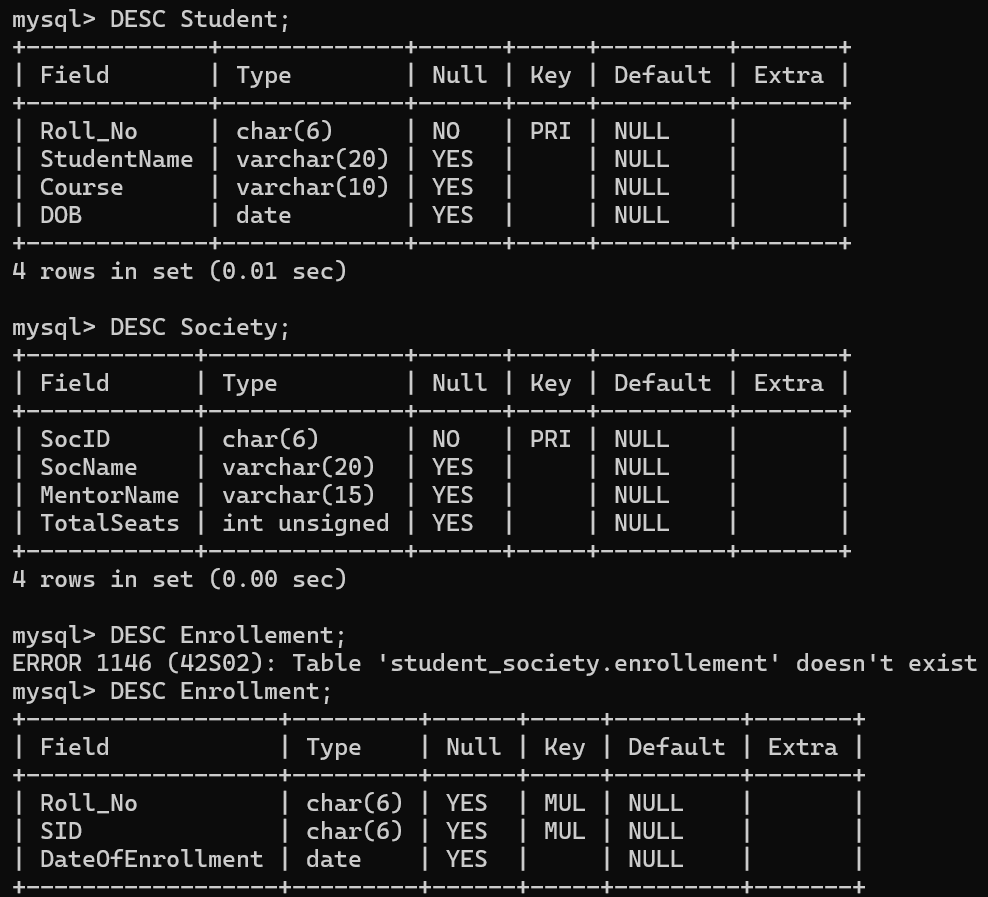 mysql> DESC Student;
+-------------+-------------+------+-----+---------+-------+
| Field       | Type        | Null | Key | Default | Extra |
+-------------+-------------+------+-----+---------+-------+
| Roll_No     | char(6)     | NO   | PRI | NULL    |       |
| StudentName | varchar(20) | YES  |     | NULL    |       |
| Course      | varchar(10) | YES  |     | NULL    |       |
| DOB         | date        | YES  |     | NULL    |       |
+-------------+-------------+------+-----+---------+-------+
4 rows in set (0.01 sec)

mysql> DESC Society;
+------------+--------------+------+-----+---------+-------+
| Field      | Type         | Null | Key | Default | Extra |
+------------+--------------+------+-----+---------+-------+
| SocID      | char(6)      | NO   | PRI | NULL    |       |
| SocName    | varchar(20)  | YES  |     | NULL    |       |
| MentorName | varchar(15)  | YES  |     | NULL    |       |
| TotalSeats | int unsigned | YES  |     | NULL    |       |
+------------+--------------+------+-----+---------+-------+
4 rows in set (0.00 sec)

mysql> DESC Enrollement;
ERROR 1146 (42S02): Table 'student_society.enrollement' doesn't exist
mysql> DESC Enrollment;
+------------------+---------+------+-----+---------+-------+
| Field            | Type    | Null | Key | Default | Extra |
+------------------+---------+------+-----+---------+-------+
| Roll_No          | char(6) | YES  | MUL | NULL    |       |
| SID              | char(6) | YES  | MUL | NULL    |       |
| DateOfEnrollment | date    | YES  |     | NULL    |       |
+------------------+---------+------+-----+---------+-------+